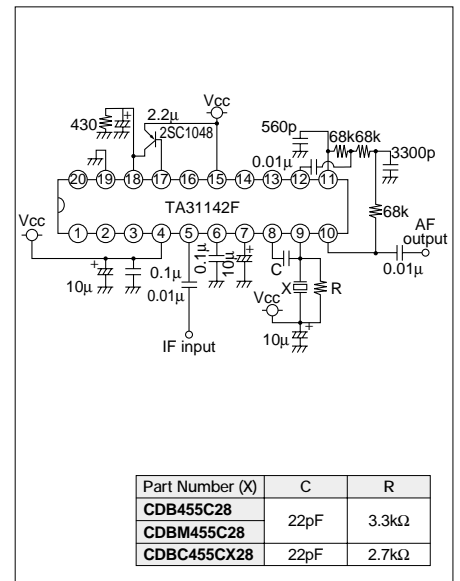 2.2μ
Vcc
430
2SC1048
560p
68k
68k
3300p
0.01μ
20
19
18
17
16
15
14
13
12
11
TA31142F
68k
Vcc
1
2
3
4
5
6
7
8
9
10
AF
output
0.01μ
+
10μ
0.1μ
0.01μ
0.1μ
10μ
C
X
R
Vcc
10μ
IF input
Part Number (X) C R
CDB455C28 22pF 3.3kΩ
CDBM455C28
CDBC455CX28 22pF 2.7kΩ